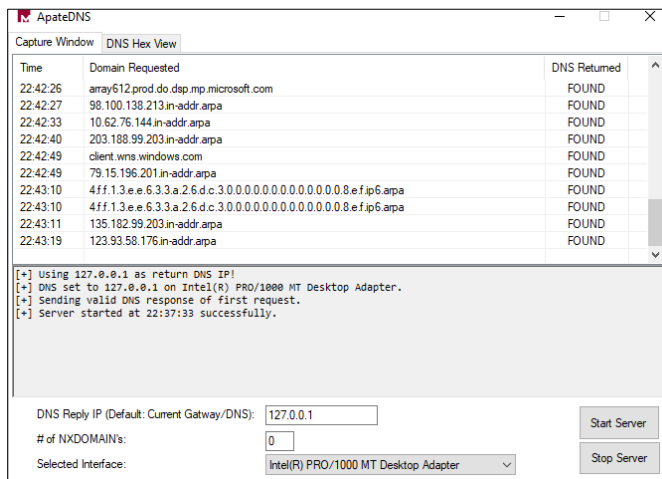 ApateDNS
Capture Window DNS Hex View
Time Domain Requested DNS Returned
22:42:26 array612.prod.do.dsp.mp.microsoft.com FOUND
22:42:27 98.100.138.213.in-addr.arpa FOUND
22:42:33 10.62.76.144.in-addr.arpa FOUND
22:42:40 203.188.99.203.in-addr.arpa FOUND
22:42:49 client.wns.windows.com FOUND
22:42:49 79.15.196.201.in-addr.arpa FOUND
22:43:10 4.f.f.1.3.e.e.6.3.3.a.2.6.d.c.3.0.0.0.0.0.0.0.0.0.0.0.0.0.8.e.f.ip6.arpa FOUND
22:43:10 4.f.f.1.3.e.e.6.3.3.a.2.6.d.c.3.0.0.0.0.0.0.0.0.0.0.0.0.0.8.e.f.ip6.arpa FOUND
22:43:11 135.182.99.203.in-addr.arpa FOUND
22:43:19 123.93.58.176.in-addr.arpa FOUND
[+] Using 127.0.0.1 as return DNS IP!
[+] DNS set to 127.0.0.1 on Intel(R) PRO/1000 MT Desktop Adapter.
[+] Sending valid DNS response of first request.
[+] Server started at 22:37:33 successfully.
DNS Reply IP (Default: Current Gatway/DNS): 127.0.0.1
Start Server
# of NXDOMAIN's: 0
Selected Interface: Intel(R) PRO/1000 MT Desktop Adapter
Stop Server